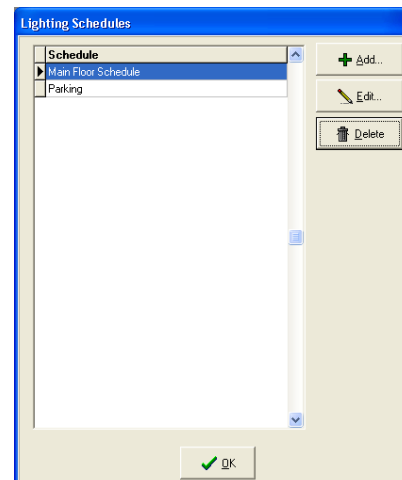 Lighting Schedules
Schedule
Main Floor Schedule
Parking
Add...
Edit...
Delete
OK